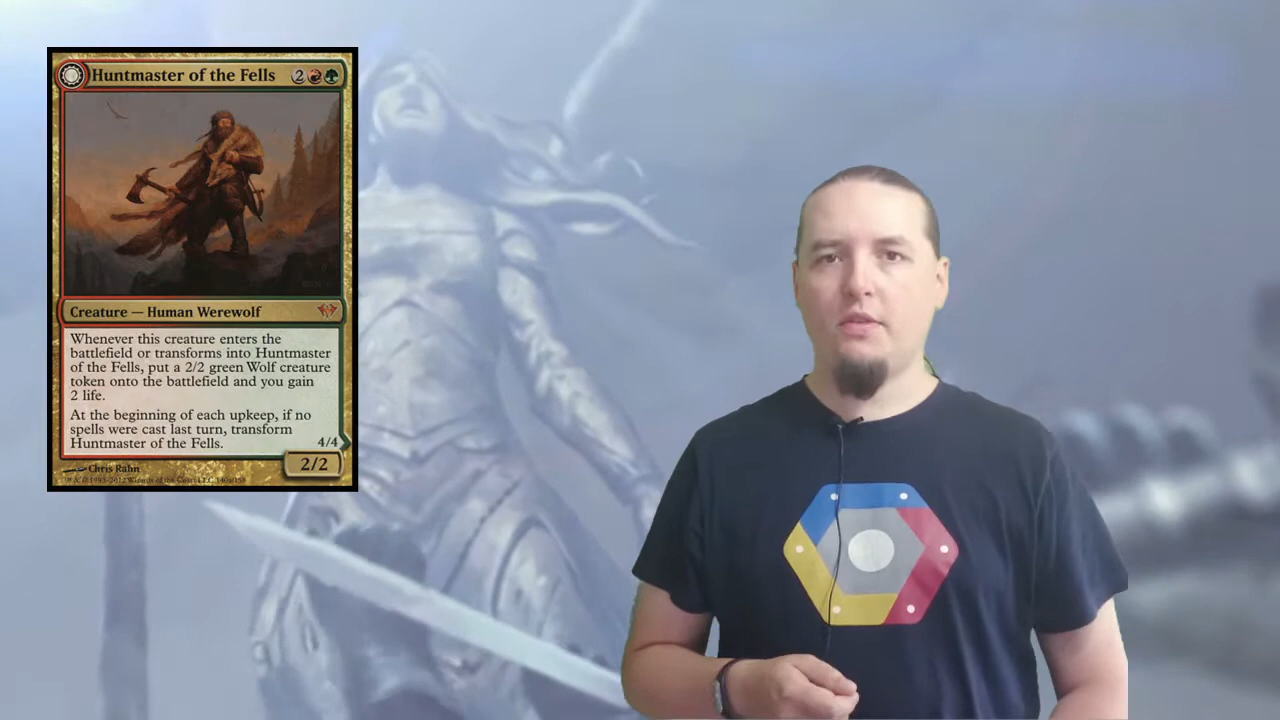 Huntmaster of the Fells 2
Creature — Human Werewolf
Whenever this creature enters the
battlefield or transforms into Huntmaster
of the Fells, put a 2/2 green Wolf creature
token onto the battlefield and you gain
2 life.
At the beginning of each upkeep, if no
spells were cast last turn, transform
Huntmaster of the Fells.
4/4
Chris Rahn
2/2